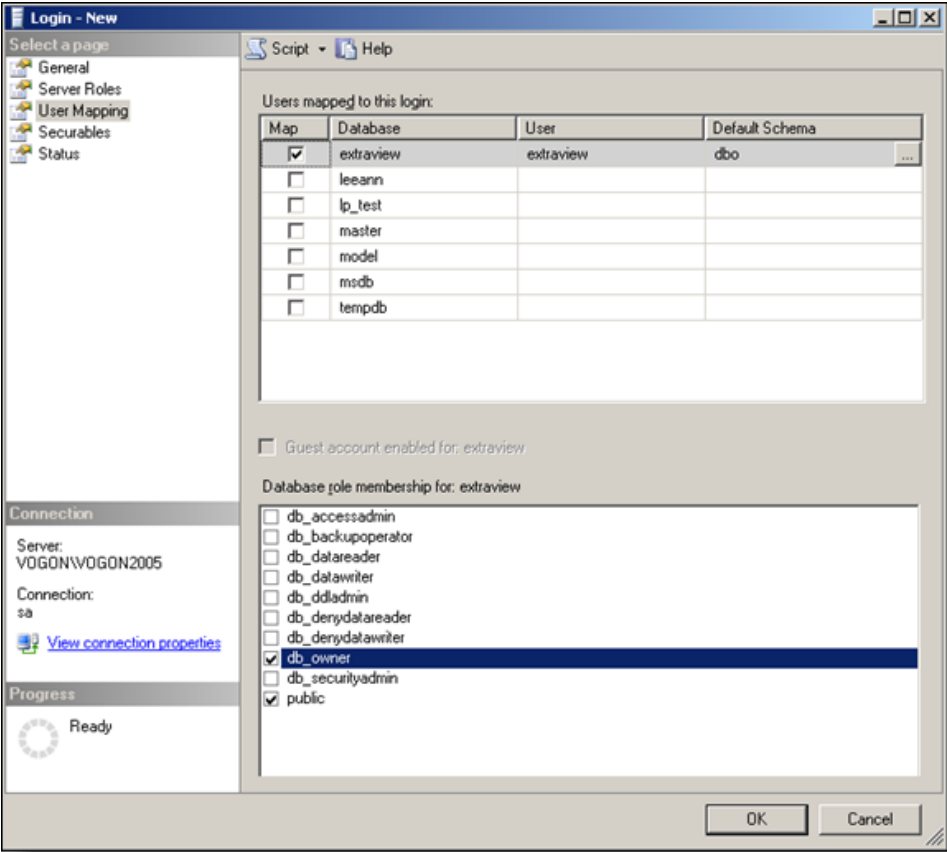 Login - New
Select a page
General
Server Roles
User Mapping
Securables
Status
Script
Help
Users mapped to this login:
Map Database User Default Schema
extraview extraview dbo ...
leeann
lp_test
master
model
msdb
tempdb
Guest account enabled for: extraview
Database role membership for: extraview
db_accessadmin
db_backupoperator
db_datareader
db_datawriter
db_ddladmin
db_denydatareader
db_denydatawriter
db_owner
db_securityadmin
public
Connection
Server:
VOGON\VOGON2005
Connection:
sa
View connection properties
Progress
Ready
OK Cancel